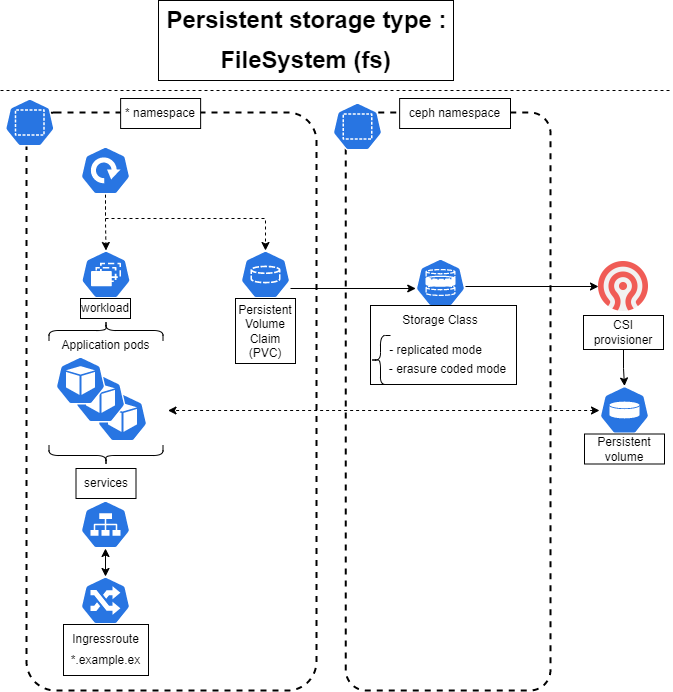 Persistent storage type :
FileSystem (fs)
* namespace
ceph namespace
workload
Persistent
Volume
Claim
(PVC)
Storage Class
- replicated mode
- erasure coded mode
CSI
provisioner
Application pods
Persistent
volume
services
Ingressroute
*.example.ex